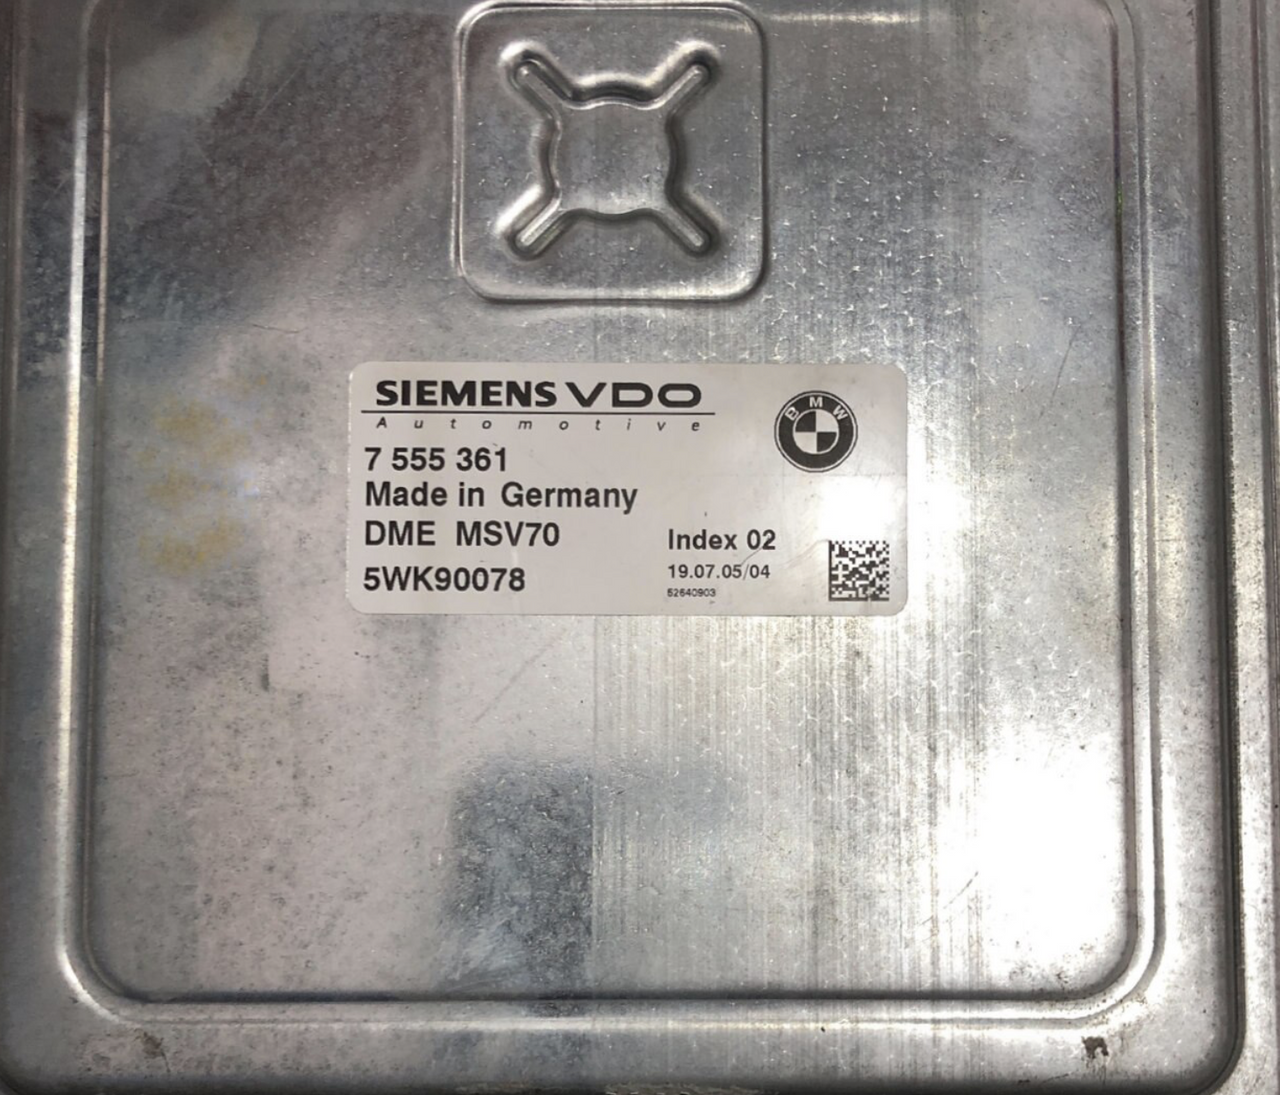 SIEMENS VDO
Automotive
BMW
7 555 361
Made in Germany
DME MSV70
Index 02
5WK90078
19.07.05/04
52640903